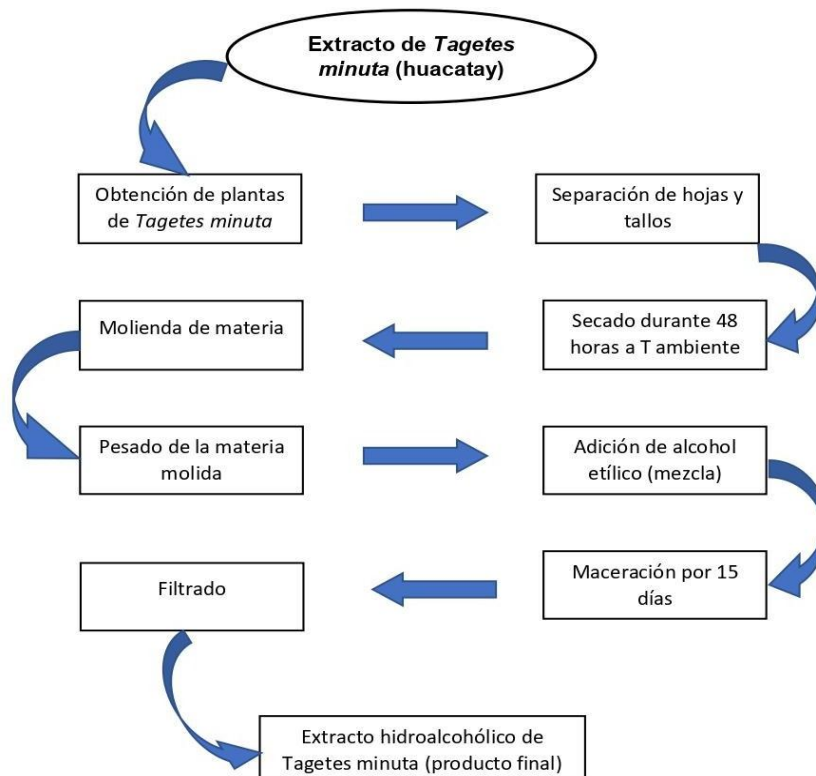 Extracto de Tagetes
minuta (huacatay)
Obtención de plantas
de Tagetes minuta
Separación de hojas y
tallos
Secado durante 48
horas a T ambiente
Molienda de materia
Pesado de la materia
molida
Adición de alcohol
etílico (mezcla)
Maceración por 15
días
Filtrado
Extracto hidroalcohólico de
Tagetes minuta (producto final)